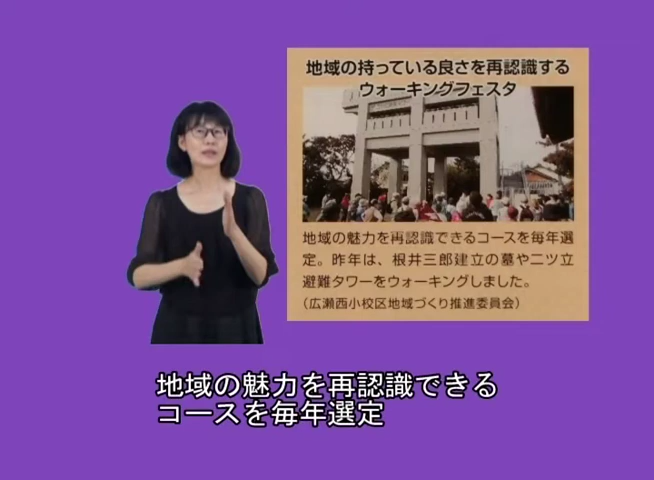 地域の持っている良さを再認識する
ウォーキングフェスタ
地域の魅力を再認識できるコースを毎年選
定。昨年は、根井三郎建立の墓や二ツ立
避難タワーをウォーキングしました。
（広瀬西小校区地域づくり推進委員会）
地域の魅力を再認識できる
コースを毎年選定